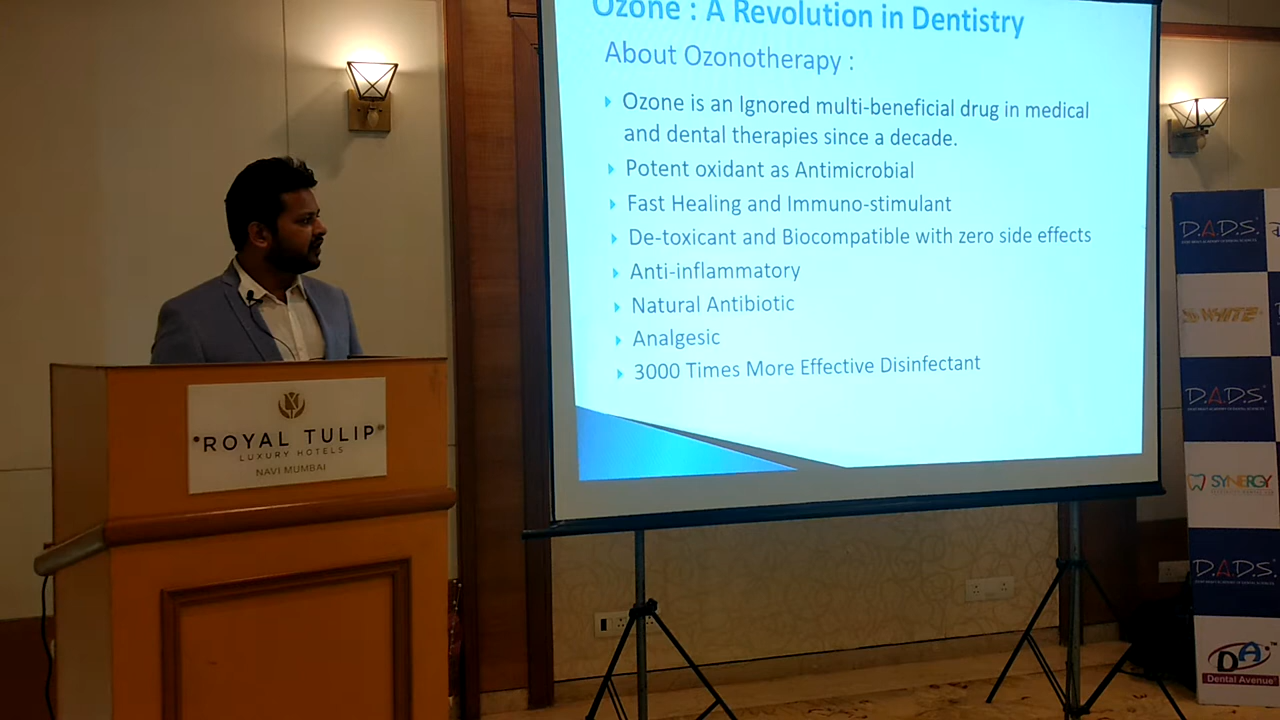 Ozone : A Revolution in Dentistry
About Ozonotherapy :
Ozone is an Ignored multi-beneficial drug in medical
and dental therapies since a decade.
Potent oxidant as Antimicrobial
Fast Healing and Immuno-stimulant
De-toxicant and Biocompatible with zero side effects
Anti-inflammatory
Natural Antibiotic
Analgesic
3000 Times More Effective Disinfectant
ROYAL TULIP
LUXURY HOTELS
NAVI MUMBAI
D.A.D.S.
D.A.D.S.
SYNERGY
D.A.D.S.
DA
Dental Avenue